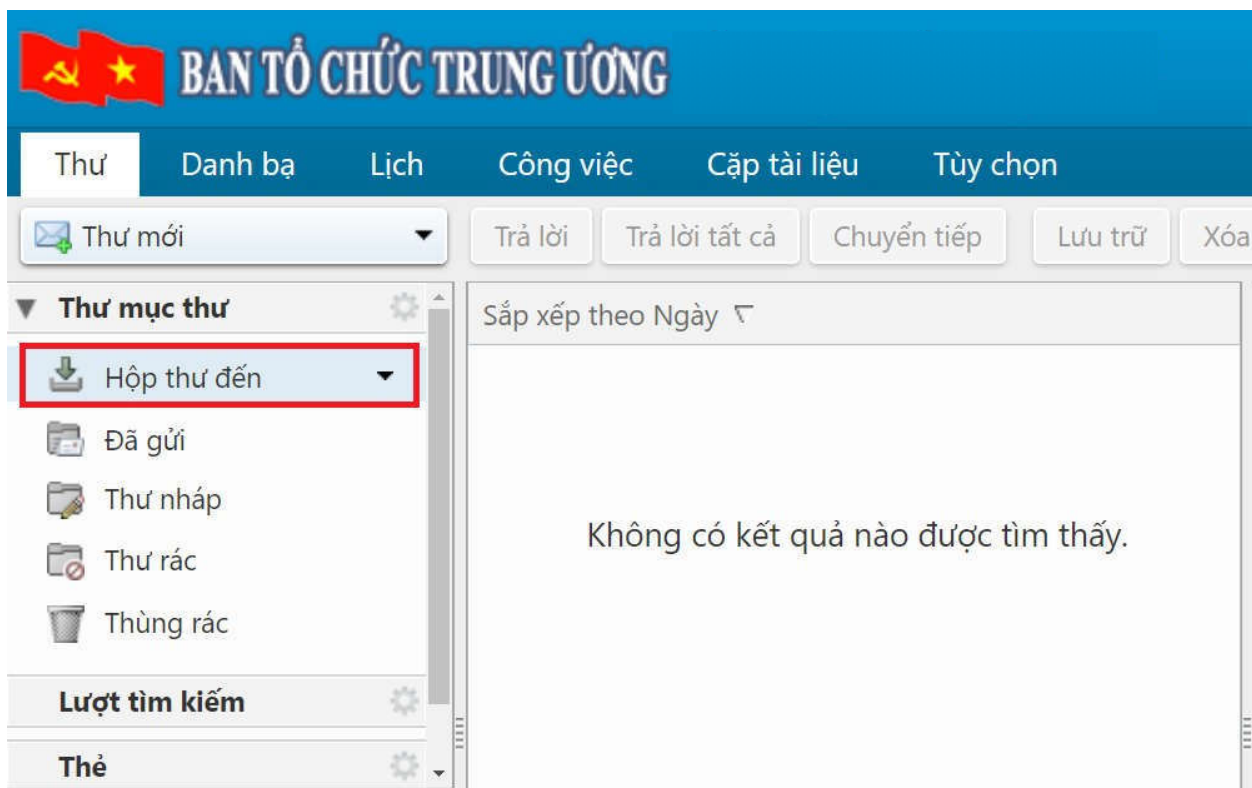 BAN TỔ CHỨC TRUNG ƯƠNG
Thư Danh bạ Lịch Công việc Cặp tài liệu Tùy chọn
Thư mới Trả lời Trả lời tất cả Chuyển tiếp Lưu trữ Xóa
Thư mục thư
Sắp xếp theo Ngày
Hộp thư đến
Đã gửi
Thư nháp
Thư rác
Thùng rác
Lượt tìm kiếm
Thẻ
Không có kết quả nào được tìm thấy.